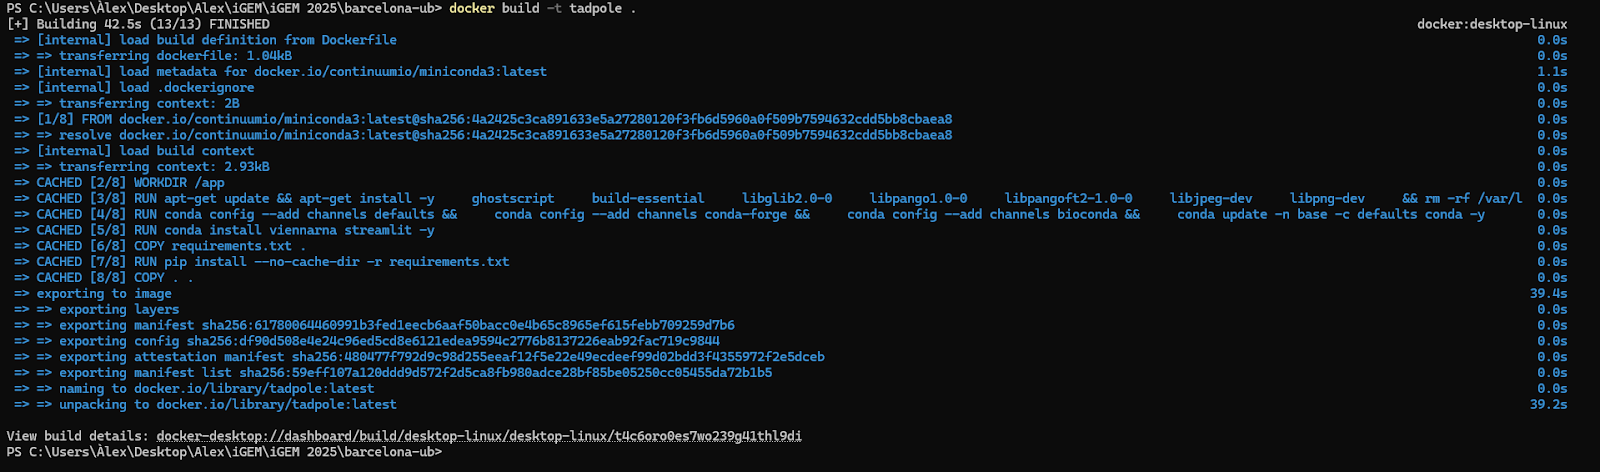 PS C:\Users\Àlex\Desktop\Alex\iGEM\iGEM 2025\barcelona-ub> docker build -t tadpole .
[+] Building 42.5s (13/13) FINISHED docker:desktop-linux
=> [internal] load build definition from Dockerfile 0.0s
=> => transferring dockerfile: 1.04kB 0.0s
=> [internal] load metadata for docker.io/continuumio/miniconda3:latest 1.1s
=> [internal] load .dockerignore 0.0s
=> => transferring context: 2B 0.0s
=> [1/8] FROM docker.io/continuumio/miniconda3:latest@sha256:4a2425c3ca891633e5a27280120f3fb6d5960a0f509b7594632cdd5bb8cbaea8 0.0s
=> => resolve docker.io/continuumio/miniconda3:latest@sha256:4a2425c3ca891633e5a27280120f3fb6d5960a0f509b7594632cdd5bb8cbaea8 0.0s
=> [internal] load build context 0.0s
=> => transferring context: 2.93kB 0.0s
=> CACHED [2/8] WORKDIR /app 0.0s
=> CACHED [3/8] RUN apt-get update && apt-get install -y ghostscript build-essential libglib2.0-0 libpango1.0-0 libpangoft2-1.0-0 libjpeg-dev libpng-dev && rm -rf /var/l 0.0s
=> CACHED [4/8] RUN conda config --add channels defaults && conda config --add channels conda-forge && conda config --add channels bioconda && conda update -n base -c defaults conda -y 0.0s
=> CACHED [5/8] RUN conda install viennarna streamlit -y 0.0s
=> CACHED [6/8] COPY requirements.txt . 0.0s
=> CACHED [7/8] RUN pip install --no-cache-dir -r requirements.txt 0.0s
=> CACHED [8/8] COPY . . 0.0s
=> exporting to image 39.4s
=> => exporting layers 0.0s
=> => exporting manifest sha256:61780064460991b3fed1eecb6aaf50bacc0e4b65c8965ef615febb709259d7b6 0.0s
=> => exporting config sha256:df90d508e4e24c96ed5cd8e6121edea9594c2776b8137226eab92fac719c9844 0.0s
=> => exporting attestation manifest sha256:480477f792d9c98d255eeaf12f5e22e49ecdeef99d02bdd3f4355972f2e5dceb 0.0s
=> => exporting manifest list sha256:59eff107a120ddd9d572f2d5ca8fb980adce28bf85be05250cc05455da72b1b5 0.0s
=> => naming to docker.io/library/tadpole:latest 0.0s
=> => unpacking to docker.io/library/tadpole:latest 39.2s
View build details: docker-desktop://dashboard/build/desktop-linux/desktop-linux/t4c6oro0es7wo239g41thl9di
PS C:\Users\Àlex\Desktop\Alex\iGEM\iGEM 2025\barcelona-ub>